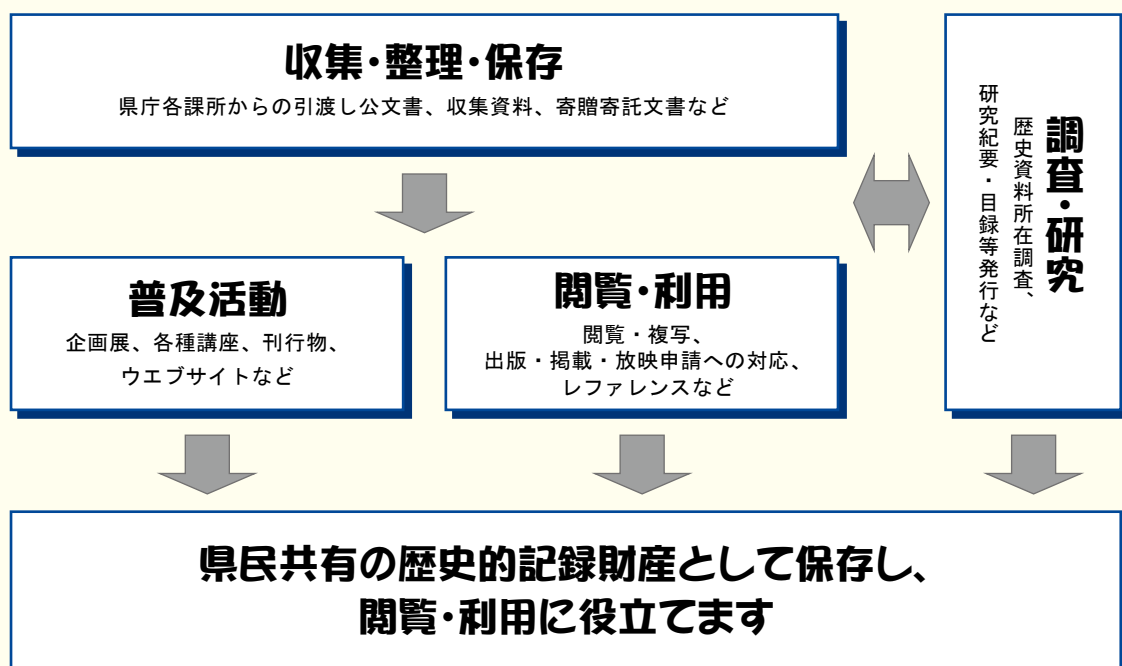 収集・整理・保存
県庁各課所からの引渡し公文書、収集資料、寄贈寄託文書など
調査・研究
歴史資料所在調査、
研究紀要・目録等発行など
普及活動
企画展、各種講座、刊行物、
ウエブサイトなど
閲覧・利用
閲覧・複写、
出版・掲載・放映申請への対応、
レファレンスなど
県民共有の歴史的記録財産として保存し、
閲覧・利用に役立てます